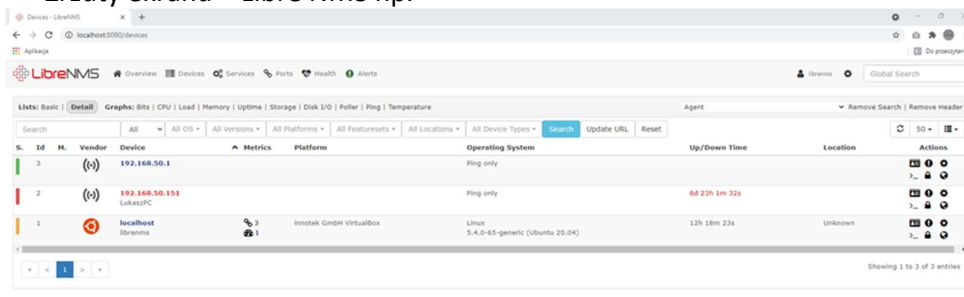 Zrzuty ekranu – Libre NMS np.
Devices - LibreNMS
localhost:8080/devices
Aplikacje
Do przeczytan
LibreNMS Overview Devices Services Ports Health Alerts librenms Global Search
Lists: Basic | Detail Graphs: Bits | CPU | Load | Memory | Uptime | Storage | Disk I/O | Poller | Ping | Temperature Agent Remove Search | Remove Header
Search All All OS All Versions All Platforms All Featuresets All Locations All Device Types Search Update URL Reset 50
S. Id M. Vendor Device Metrics Platform Operating System Up/Down Time Location Actions
3 192.168.50.1 Ping only
2 192.168.50.151 Ping only 6d 23h 1m 32s
LukaszPC
1 localhost 3 innotek GmbH VirtualBox Linux 12h 18m 23s Unknown
librenms 1 5.4.0-65-generic (Ubuntu 20.04)
« < 1 > »
Showing 1 to 3 of 3 entries